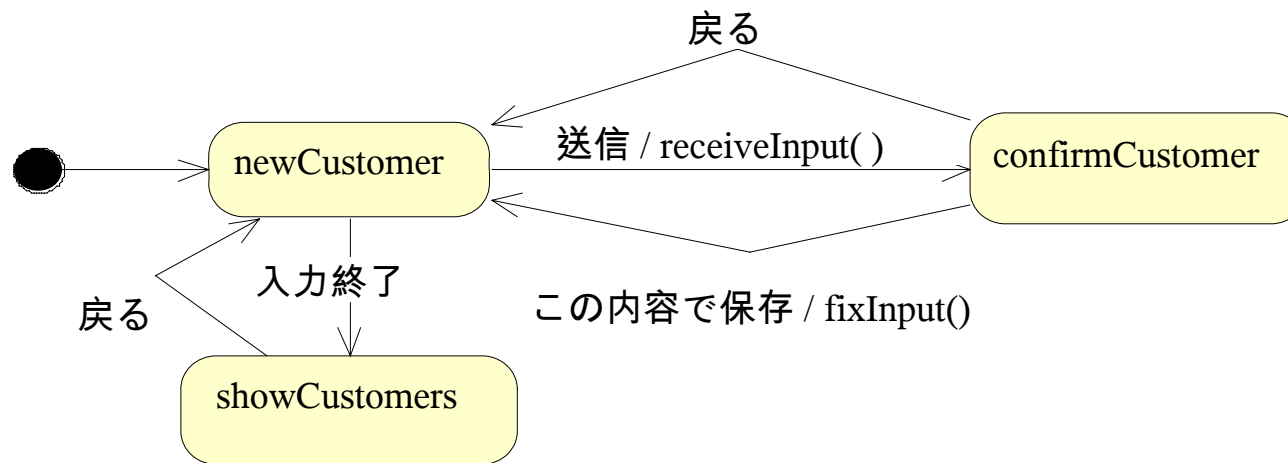 戻る
送信 / receiveInput( )
newCustomer
confirmCustomer
入力終了
戻る
この内容で保存 / fixInput()
showCustomers